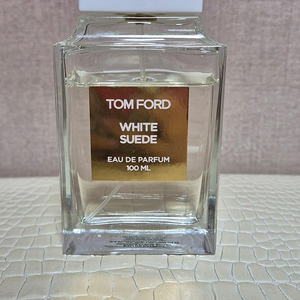 TOM FORD
WHITE
SUEDE
EAU DE PARFUM
100 ML